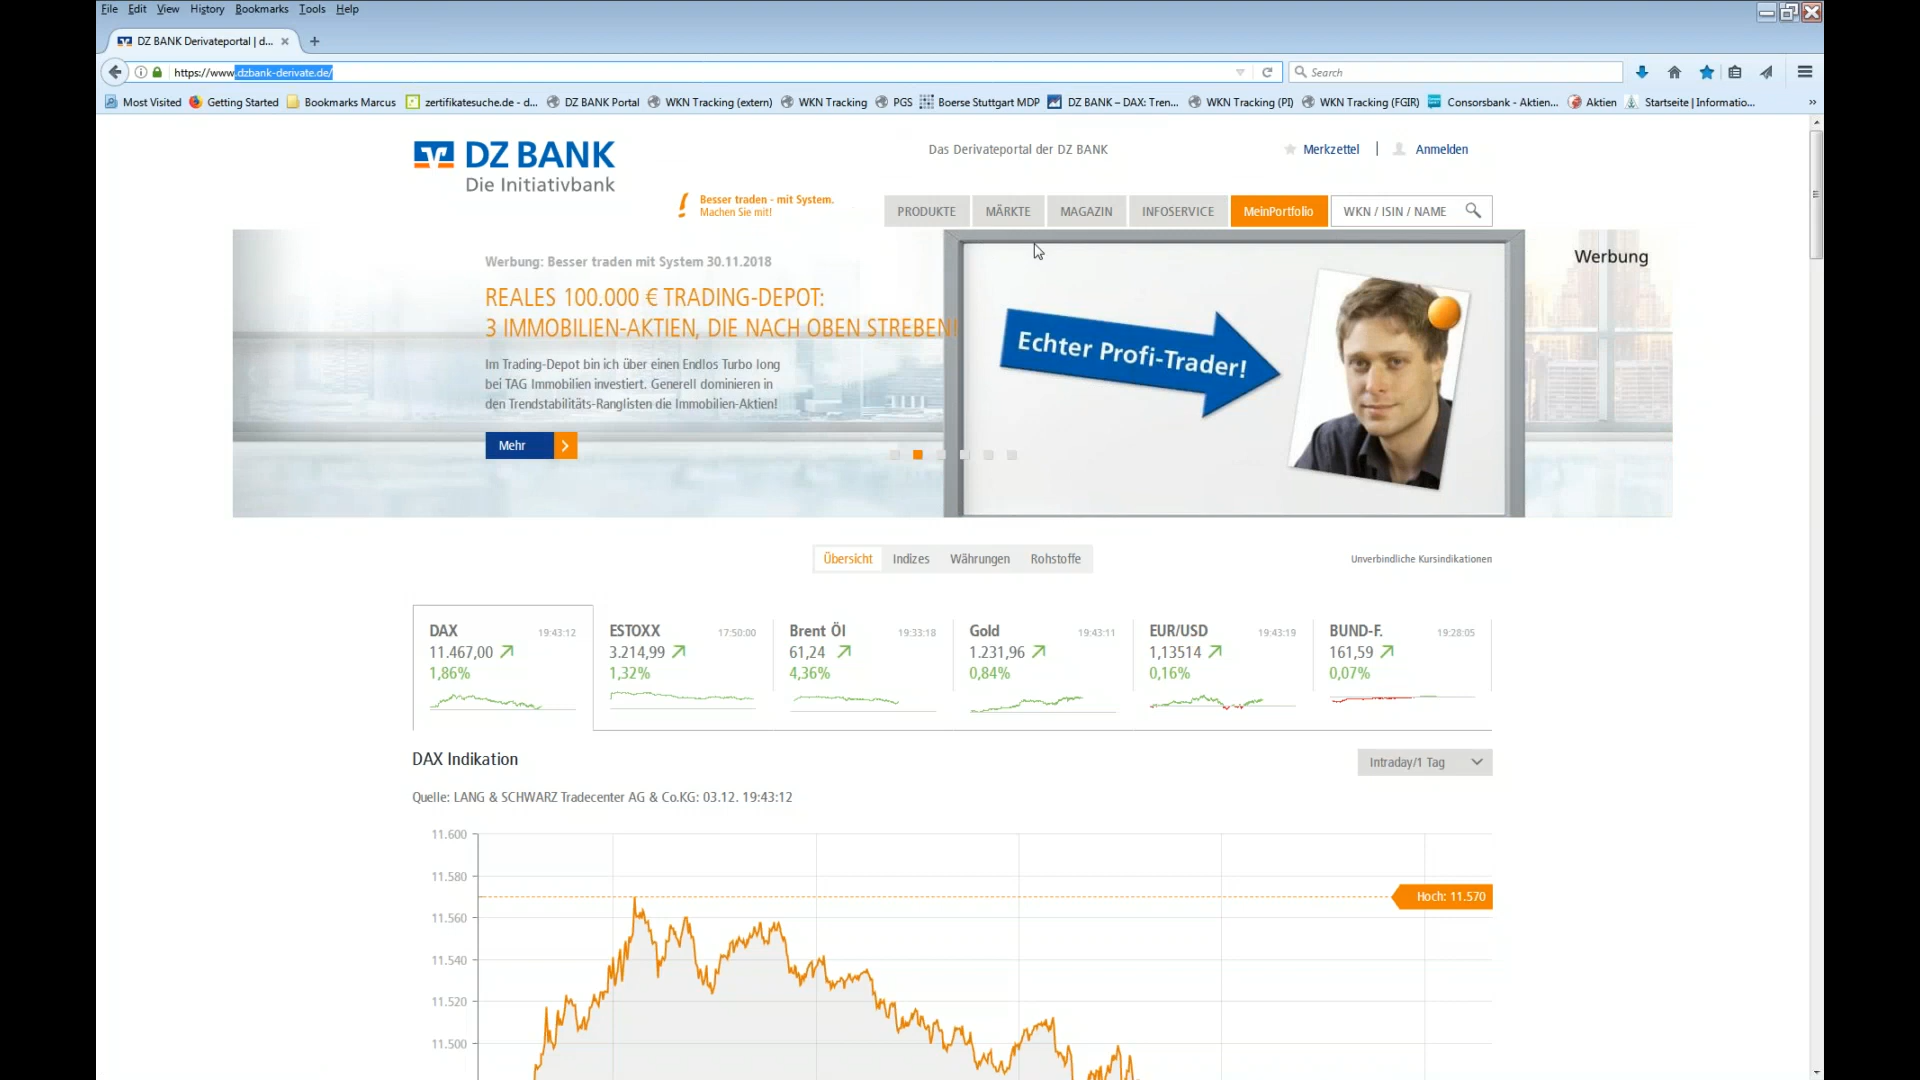 File Edit View History Bookmarks Tools Help
DZ BANK Derivateportal | d...
https://www.dzbank-derivate.de/
Search
Most Visited Getting Started Bookmarks Marcus zertifikatesuche.de - d... DZ BANK Portal WKN Tracking (extern) WKN Tracking PGS Boerse Stuttgart MDP DZ BANK – DAX: Tren... WKN Tracking (PI) WKN Tracking (FGIR) Consorsbank - Aktien... Aktien Startseite | Informatio... »
DZ BANK
Die Initiativbank
Das Derivateportal der DZ BANK
Merkzettel | Anmelden
Besser traden - mit System.
Machen Sie mit!
PRODUKTE MÄRKTE MAGAZIN INFOSERVICE MeinPortfolio WKN / ISIN / NAME
Werbung: Besser traden mit System 30.11.2018
REALES 100.000 € TRADING-DEPOT:
3 IMMOBILIEN-AKTIEN, DIE NACH OBEN STREBEN!
Im Trading-Depot bin ich über einen Endlos Turbo long
bei TAG Immobilien investiert. Generell dominieren in
den Trendstabilitäts-Ranglisten die Immobilien-Aktien!
Mehr
Echter Profi-Trader!
Werbung
Übersicht Indizes Währungen Rohstoffe
Unverbindliche Kursindikationen
DAX 19:43:12
11.467,00
1,86%
ESTOXX 17:50:00
3.214,99
1,32%
Brent Öl 19:33:18
61,24
4,36%
Gold 19:43:11
1.231,96
0,84%
EUR/USD 19:43:19
1,13514
0,16%
BUND-F. 19:28:05
161,59
0,07%
DAX Indikation
Intraday/1 Tag
Quelle: LANG & SCHWARZ Tradecenter AG & Co.KG: 03.12. 19:43:12
11.600
11.580
Hoch: 11.570
11.560
11.540
11.520
11.500